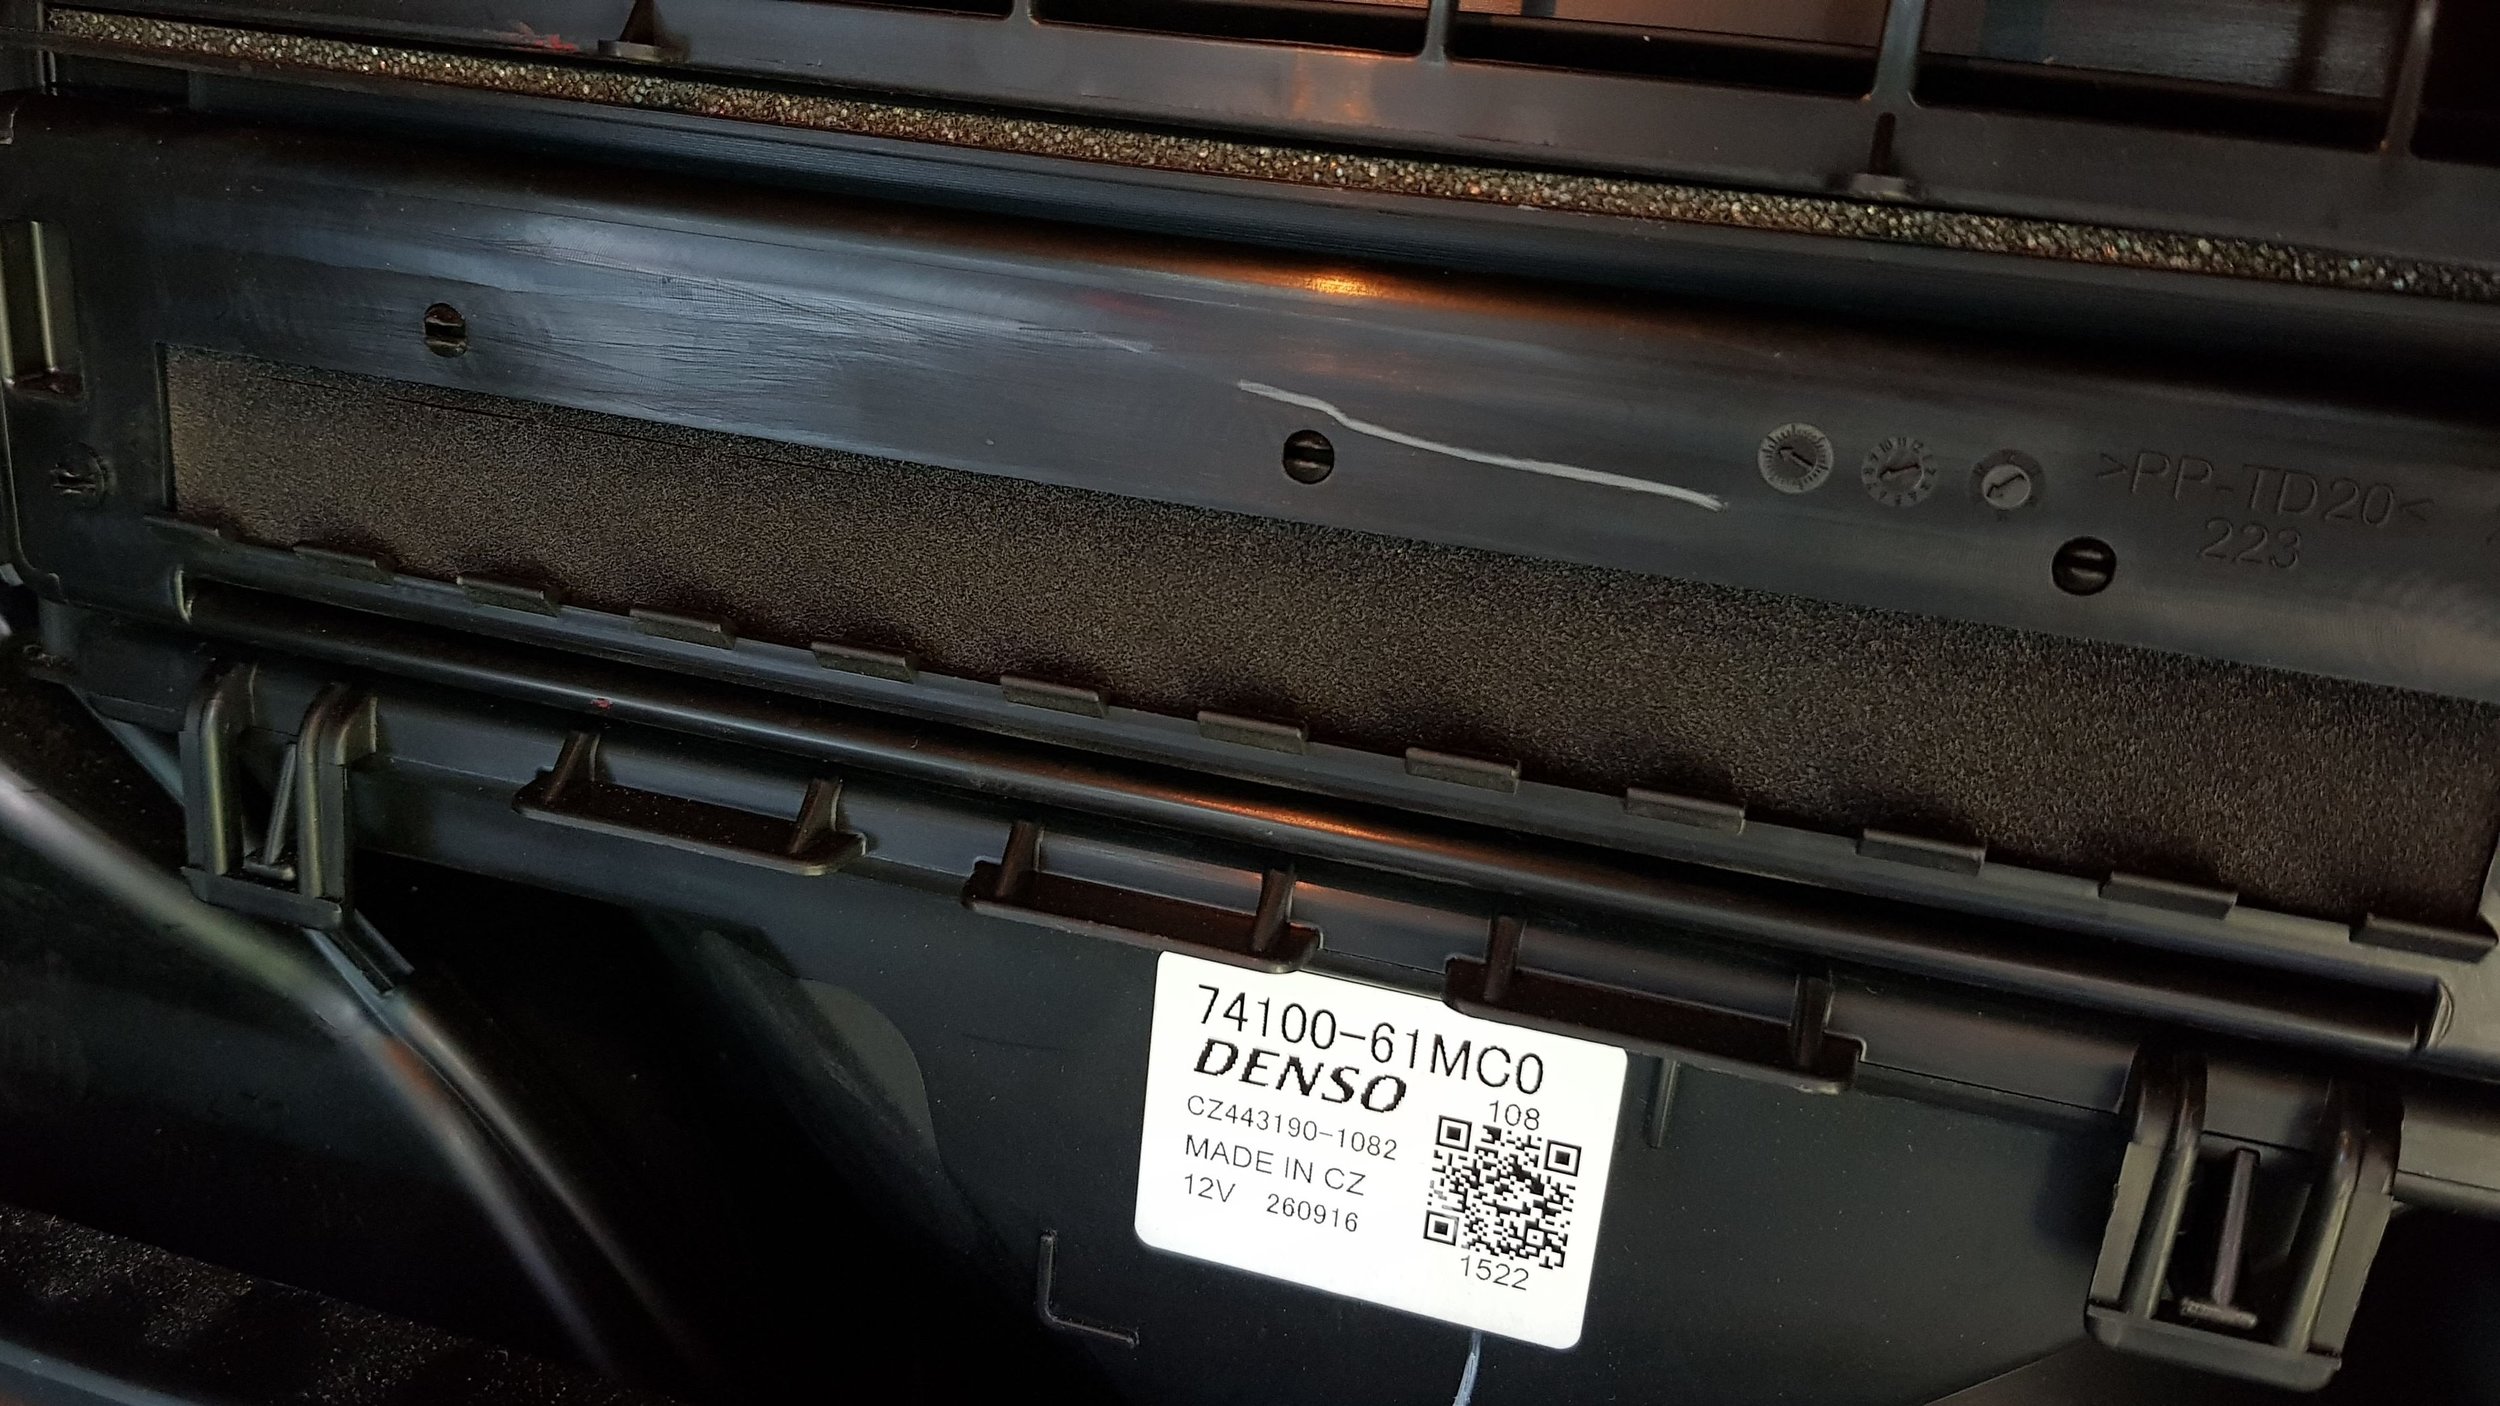 >PP-TD20<
223
74100-61MC0
DENSO
108
CZ443190-1082
MADE IN CZ
12V 260916
1522